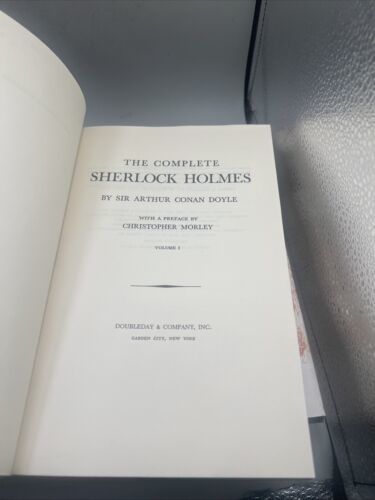 THE COMPLETE
SHERLOCK HOLMES
BY SIR ARTHUR CONAN DOYLE
WITH A PREFACE BY
CHRISTOPHER MORLEY
VOLUME I
DOUBLEDAY & COMPANY, INC.
GARDEN CITY, NEW YORK